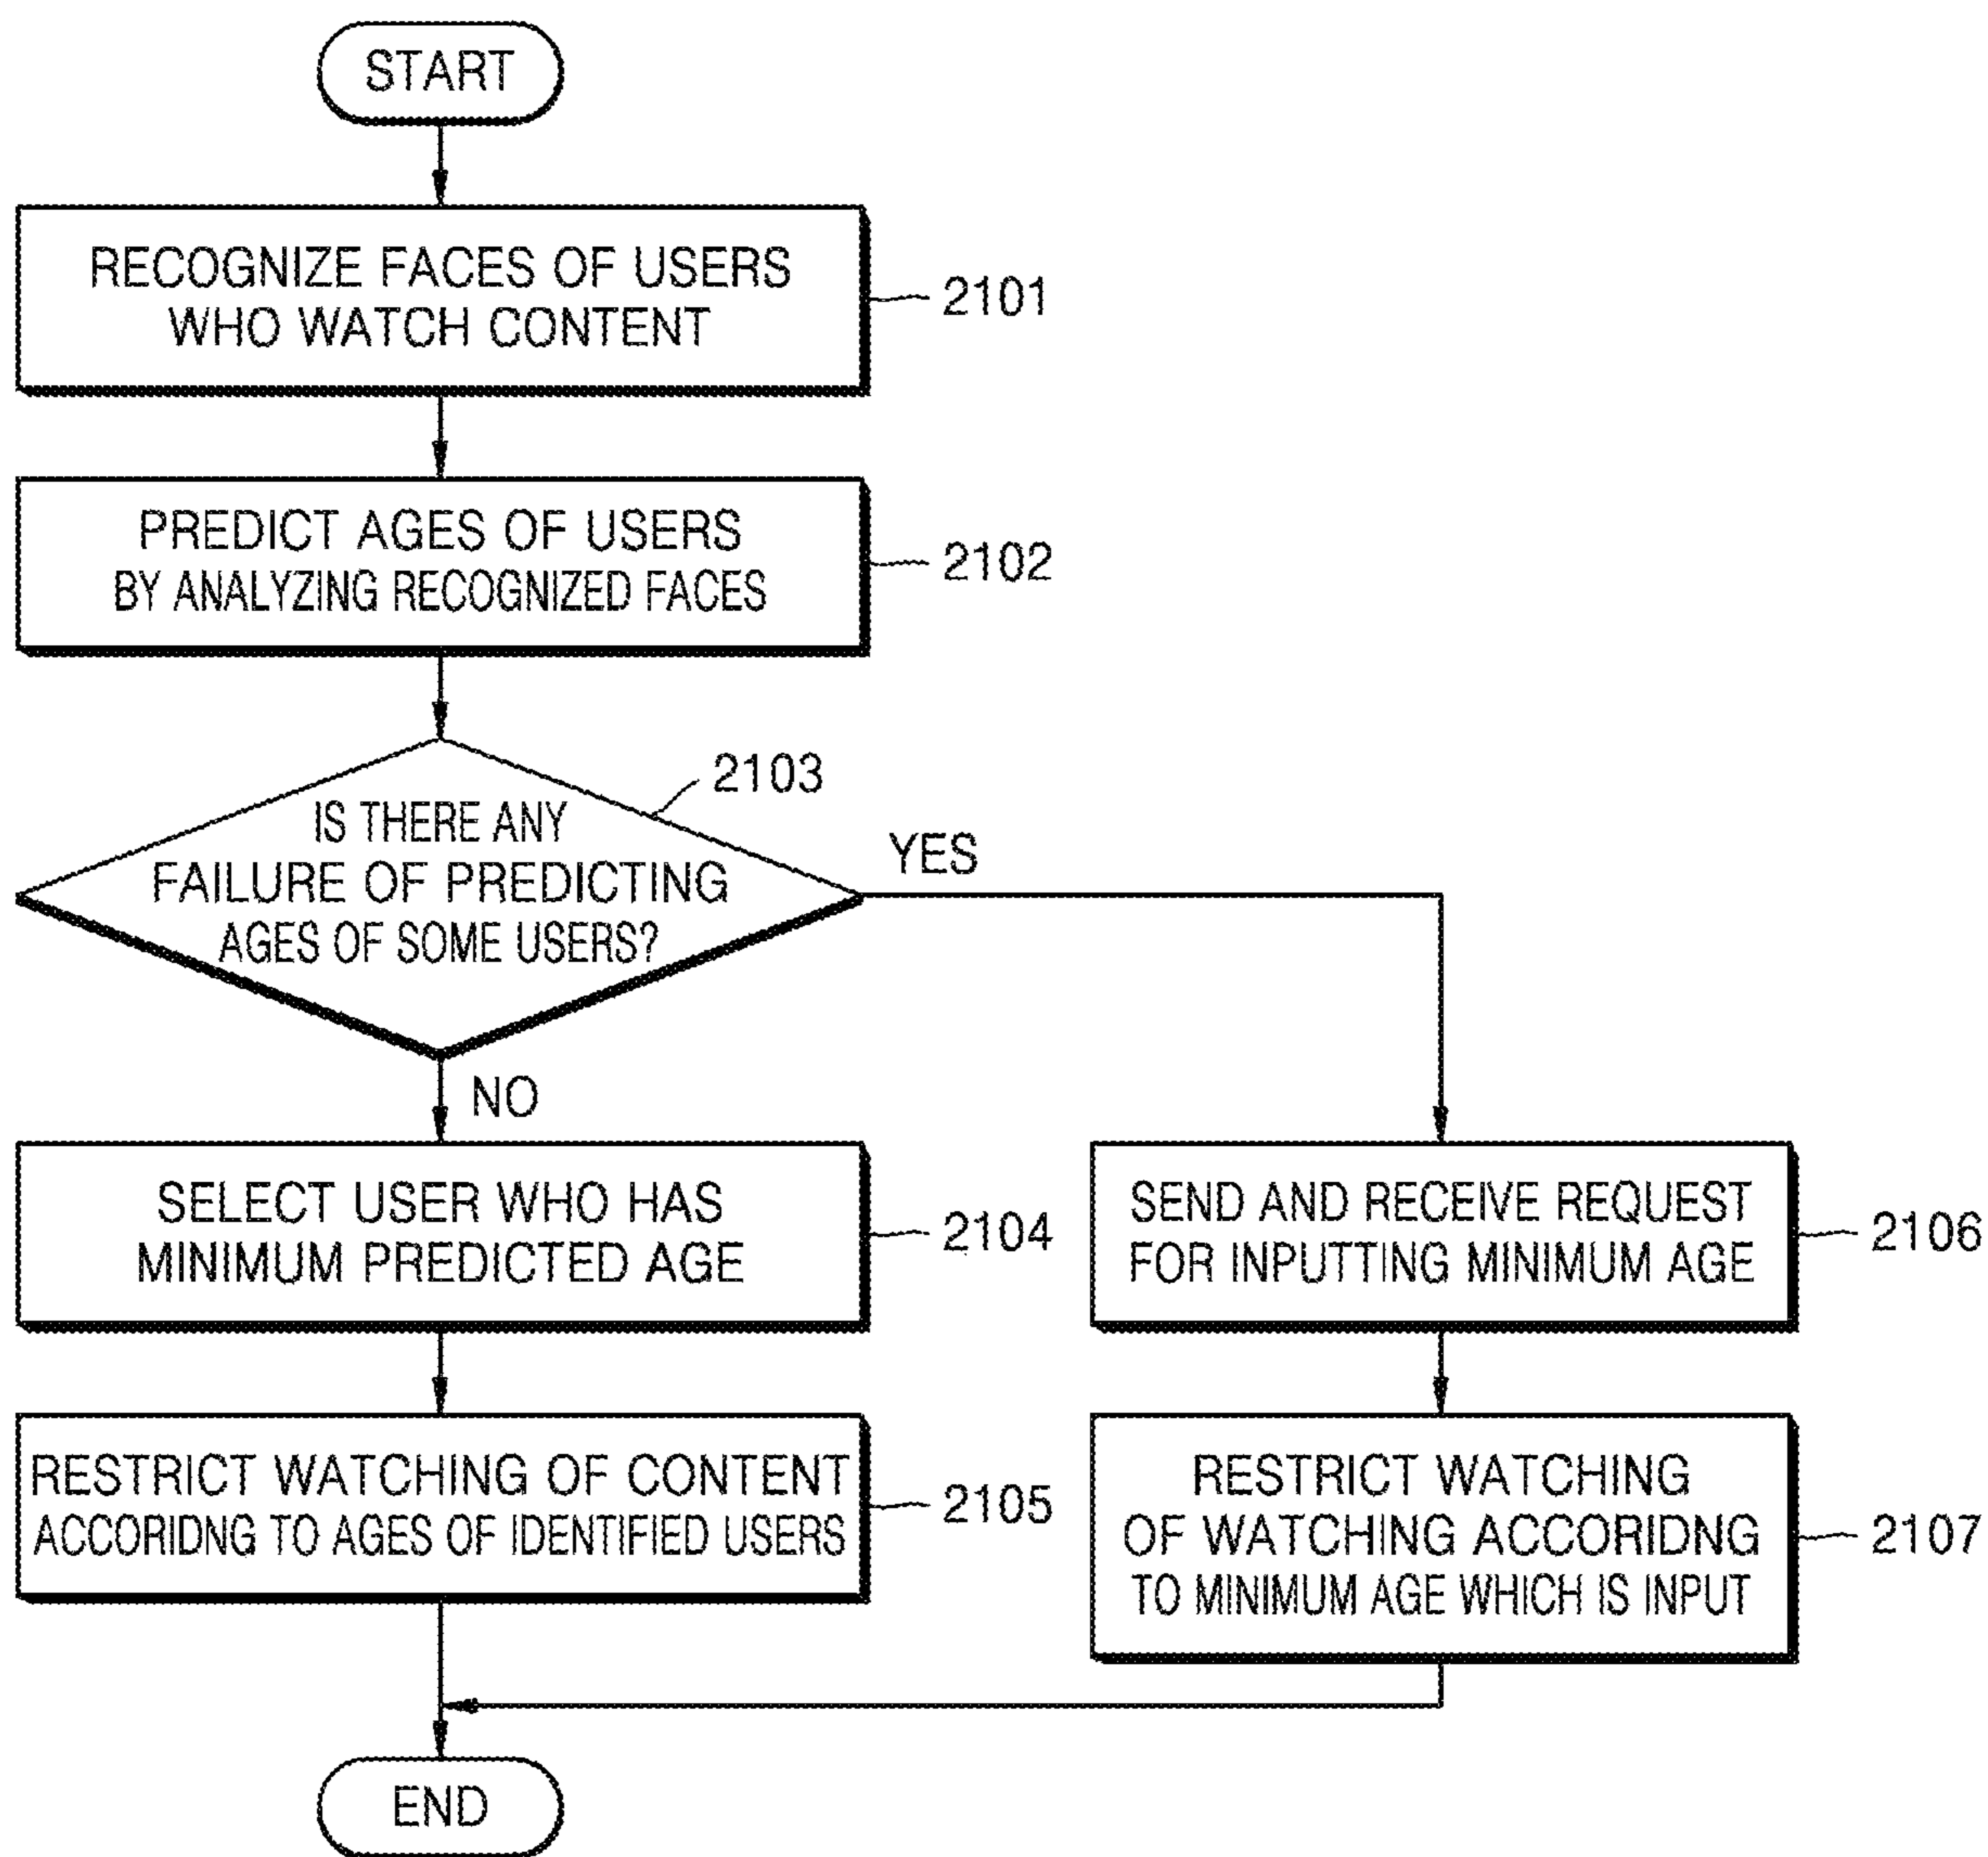 START
RECOGNIZE FACES OF USERS
WHO WATCH CONTENT
2101
PREDICT AGES OF USERS
BY ANALYZING RECOGNIZED FACES
2102
2103
IS THERE ANY
FAILURE OF PREDICTING
AGES OF SOME USERS?
YES
NO
SELECT USER WHO HAS
MINIMUM PREDICTED AGE
2104
SEND AND RECEIVE REQUEST
FOR INPUTTING MINIMUM AGE
2106
RESTRICT WATCHING OF CONTENT
ACCORIDNG TO AGES OF IDENTIFIED USERS
2105
RESTRICT WATCHING
OF WATCHING ACCORIDNG
TO MINIMUM AGE WHICH IS INPUT
2107
END